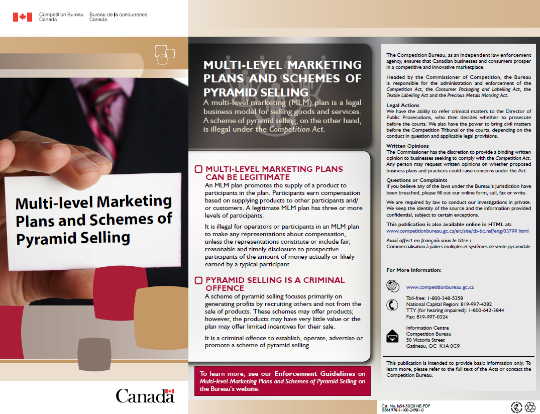 Competition Bureau
Canada
Bureau de la concurrence
Canada
Multi-level Marketing
Plans and Schemes of
Pyramid Selling
Canada
MULTI-LEVEL MARKETING
PLANS AND SCHEMES OF
PYRAMID SELLING
A multi-level marketing (MLM) plan is a legal
business model for selling goods and services.
A scheme of pyramid selling, on the other hand,
is illegal under the Competition Act.
MULTI-LEVEL MARKETING PLANS
CAN BE LEGITIMATE
An MLM plan promotes the supply of a product to
participants in the plan. Participants earn compensation
based on supplying products to other participants and/
or customers. A legitimate MLM plan has three or more
levels of participants.
It is illegal for operators or participants in an MLM plan
to make any representations about compensation,
unless the representations constitute or include fair,
reasonable and timely disclosure to prospective
participants of the amount of money actually or likely
earned by a typical participant.
PYRAMID SELLING IS A CRIMINAL
OFFENCE
A scheme of pyramid selling focuses primarily on
generating profits by recruiting others and not from the
sale of products. These schemes may offer products;
however, the products may have very little value or the
plan may offer limited incentives for their sale.
It is a criminal offence to establish, operate, advertise or
promote a scheme of pyramid selling.
To learn more, see our Enforcement Guidelines on
Multi-level Marketing Plans and Schemes of Pyramid Selling on
the Bureau's website.
The Competition Bureau, as an independent law enforcement
agency, ensures that Canadian businesses and consumers prosper
in a competitive and innovative marketplace.
Headed by the Commissioner of Competition, the Bureau
is responsible for the administration and enforcement of the
Competition Act, the Consumer Packaging and Labelling Act, the
Textile Labelling Act and the Precious Metals Marking Act.
Legal Actions
We have the ability to refer criminal matters to the Director of
Public Prosecutions, who then decides whether to prosecute
before the courts. We also have the power to bring civil matters
before the Competition Tribunal or the courts, depending on the
conduct in question and applicable legal provisions.
Written Opinions
The Commissioner has the discretion to provide a binding written
opinion to businesses seeking to comply with the Competition Act.
Any person may request written opinions on whether proposed
business plans and practices could raise concerns under the Act.
Questions or Complaints
If you believe any of the laws under the Bureau's jurisdiction have
been breached, please fill out our online form, call, fax or write.
We are required by law to conduct our investigations in private.
We keep the identity of the source and the information provided
confidential, subject to certain exceptions.
This publication is also available online in HTML at:
Aussi offert en français sous le titre :
Commercialisation à paliers multiples et systèmes de vente pyramidale
For More Information:
www.competitionbureau.gc.ca
Toll-free: 1-800-348-5358
National Capital Region: 819-997-4282
TTY (for hearing impaired): 1-800-642-3844
Fax: 819-997-0324
Information Centre
Competition Bureau
50 Victoria Street
Gatineau, QC K1A 0C9
This publication is intended to provide basic information only. To
learn more, please refer to the full text of the Acts or contact the
Competition Bureau.